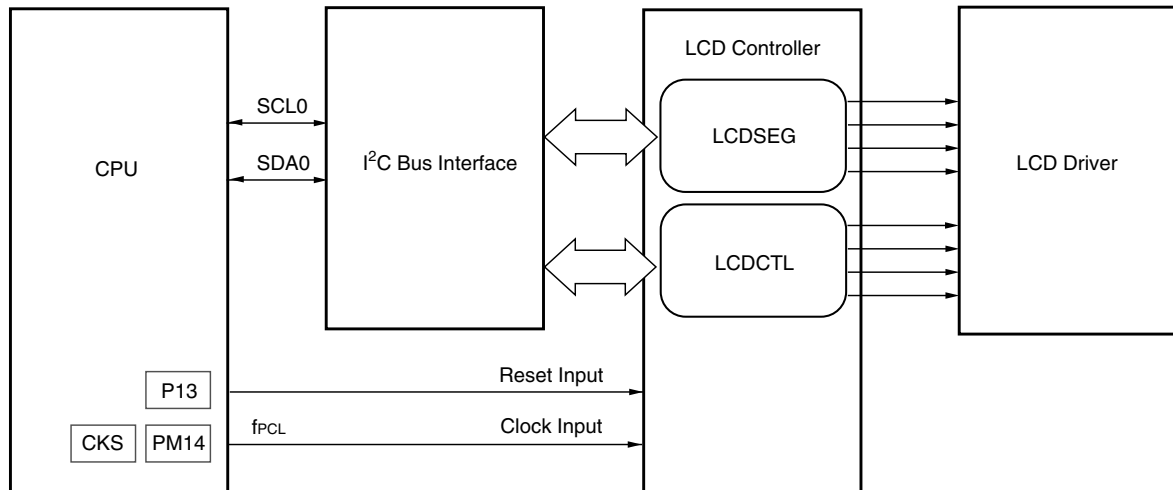 LCD Controller
SCL0
LCDSEG
CPU
SDA0
I²C Bus Interface
LCD Driver
LCDCTL
P13
Reset Input
CKS
PM14
fPCL
Clock Input